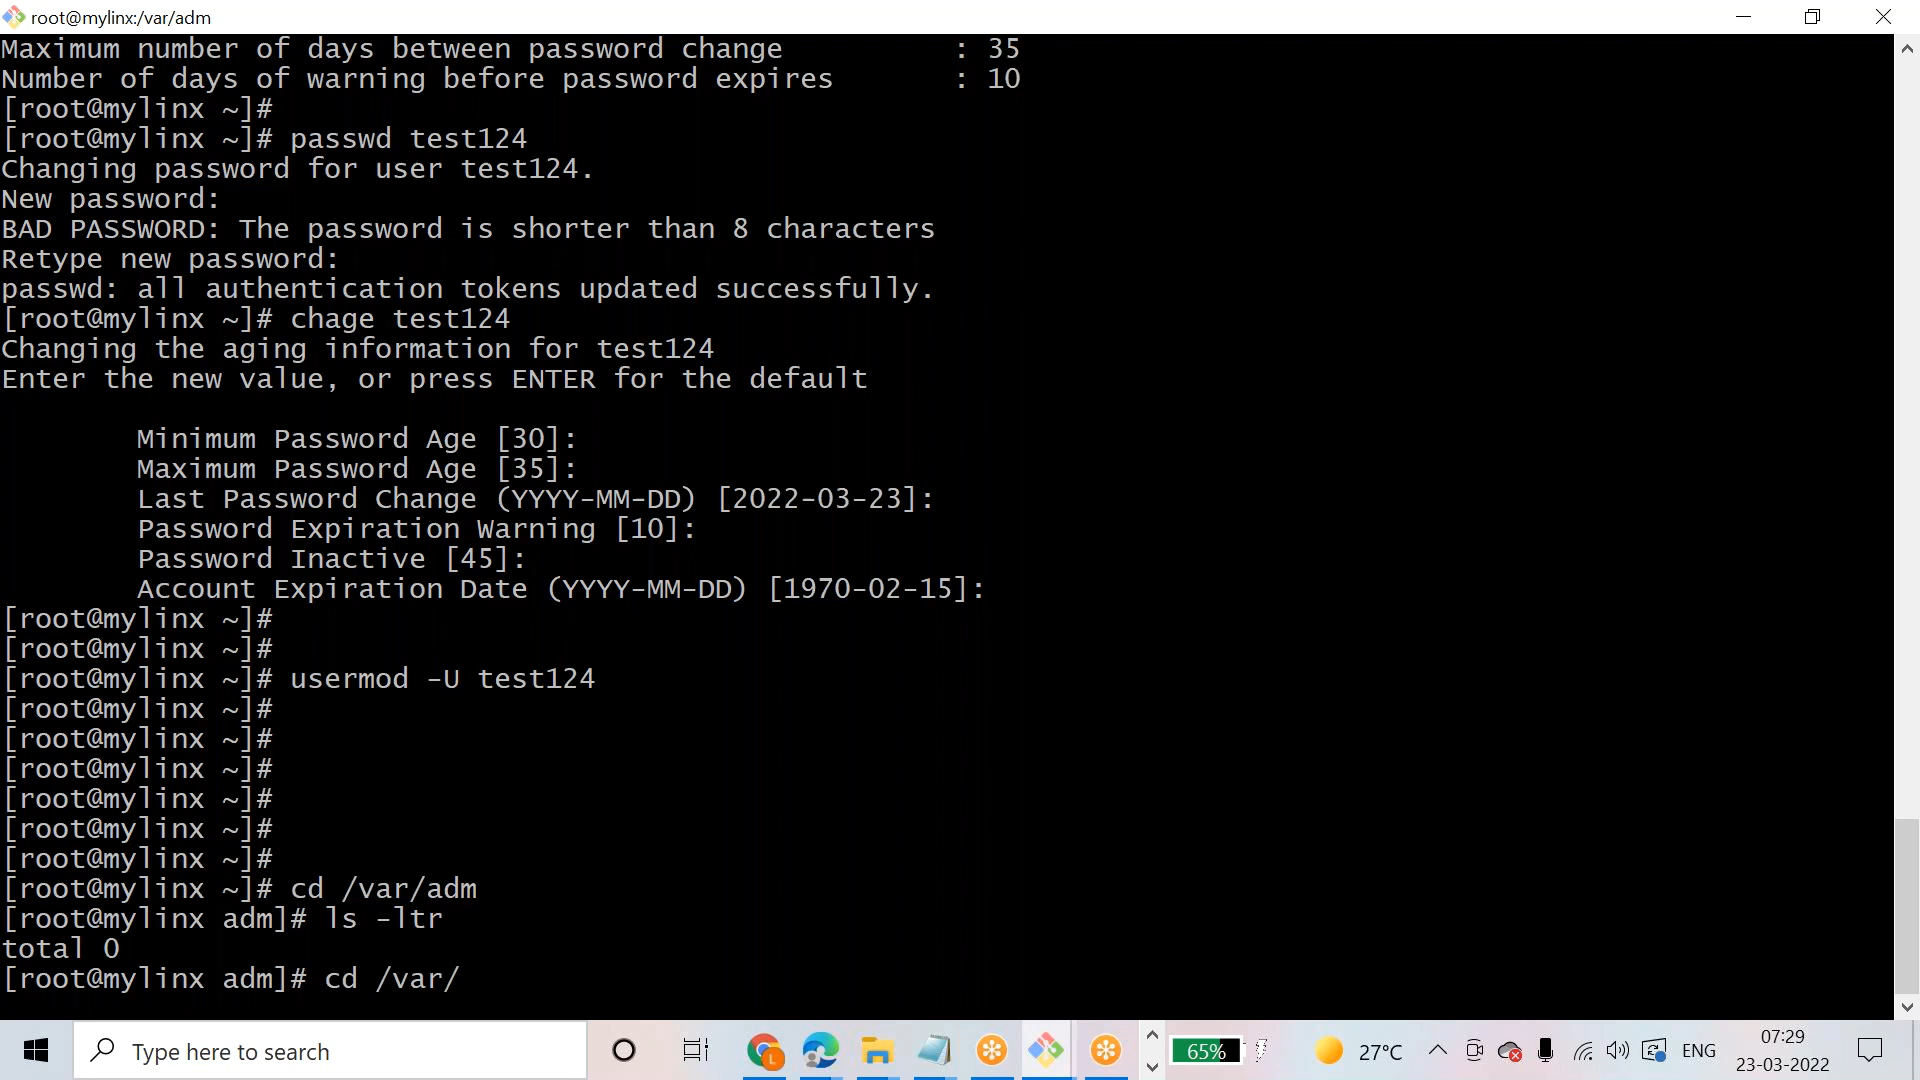 root@mylinx:/var/adm
Maximum number of days between password change : 35
Number of days of warning before password expires : 10
[root@mylinx ~]#
[root@mylinx ~]# passwd test124
Changing password for user test124.
New password:
BAD PASSWORD: The password is shorter than 8 characters
Retype new password:
passwd: all authentication tokens updated successfully.
[root@mylinx ~]# chage test124
Changing the aging information for test124
Enter the new value, or press ENTER for the default
Minimum Password Age [30]:
Maximum Password Age [35]:
Last Password Change (YYYY-MM-DD) [2022-03-23]:
Password Expiration Warning [10]:
Password Inactive [45]:
Account Expiration Date (YYYY-MM-DD) [1970-02-15]:
[root@mylinx ~]#
[root@mylinx ~]#
[root@mylinx ~]# usermod -U test124
[root@mylinx ~]#
[root@mylinx ~]#
[root@mylinx ~]#
[root@mylinx ~]#
[root@mylinx ~]#
[root@mylinx ~]#
[root@mylinx ~]# cd /var/adm
[root@mylinx adm]# ls -ltr
total 0
[root@mylinx adm]# cd /var/
Type here to search
L
65%
27°C
ENG
07:29
23-03-2022